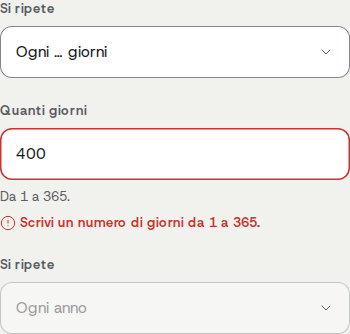 Si ripete
Ogni ... giorni
Quanti giorni
400
Da 1 a 365.
Scrivi un numero di giorni da 1 a 365.
Si ripete
Ogni anno